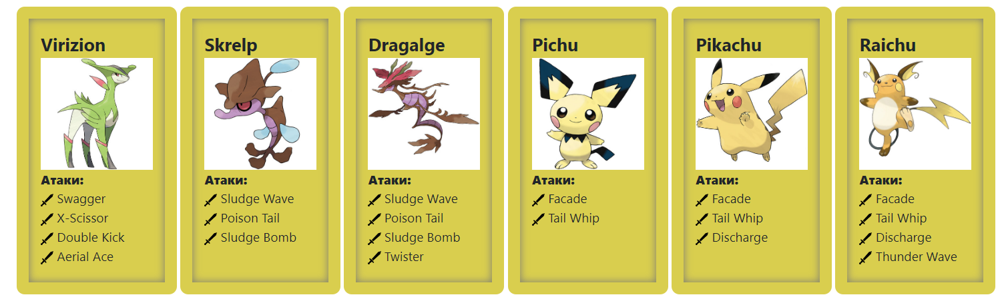 Virizion
Атаки:
Swagger
X-Scissor
Double Kick
Aerial Ace
Skrelp
Атаки:
Sludge Wave
Poison Tail
Sludge Bomb
Dragalge
Атаки:
Sludge Wave
Poison Tail
Sludge Bomb
Twister
Pichu
Атаки:
Facade
Tail Whip
Pikachu
Атаки:
Facade
Tail Whip
Discharge
Raichu
Атаки:
Facade
Tail Whip
Discharge
Thunder Wave